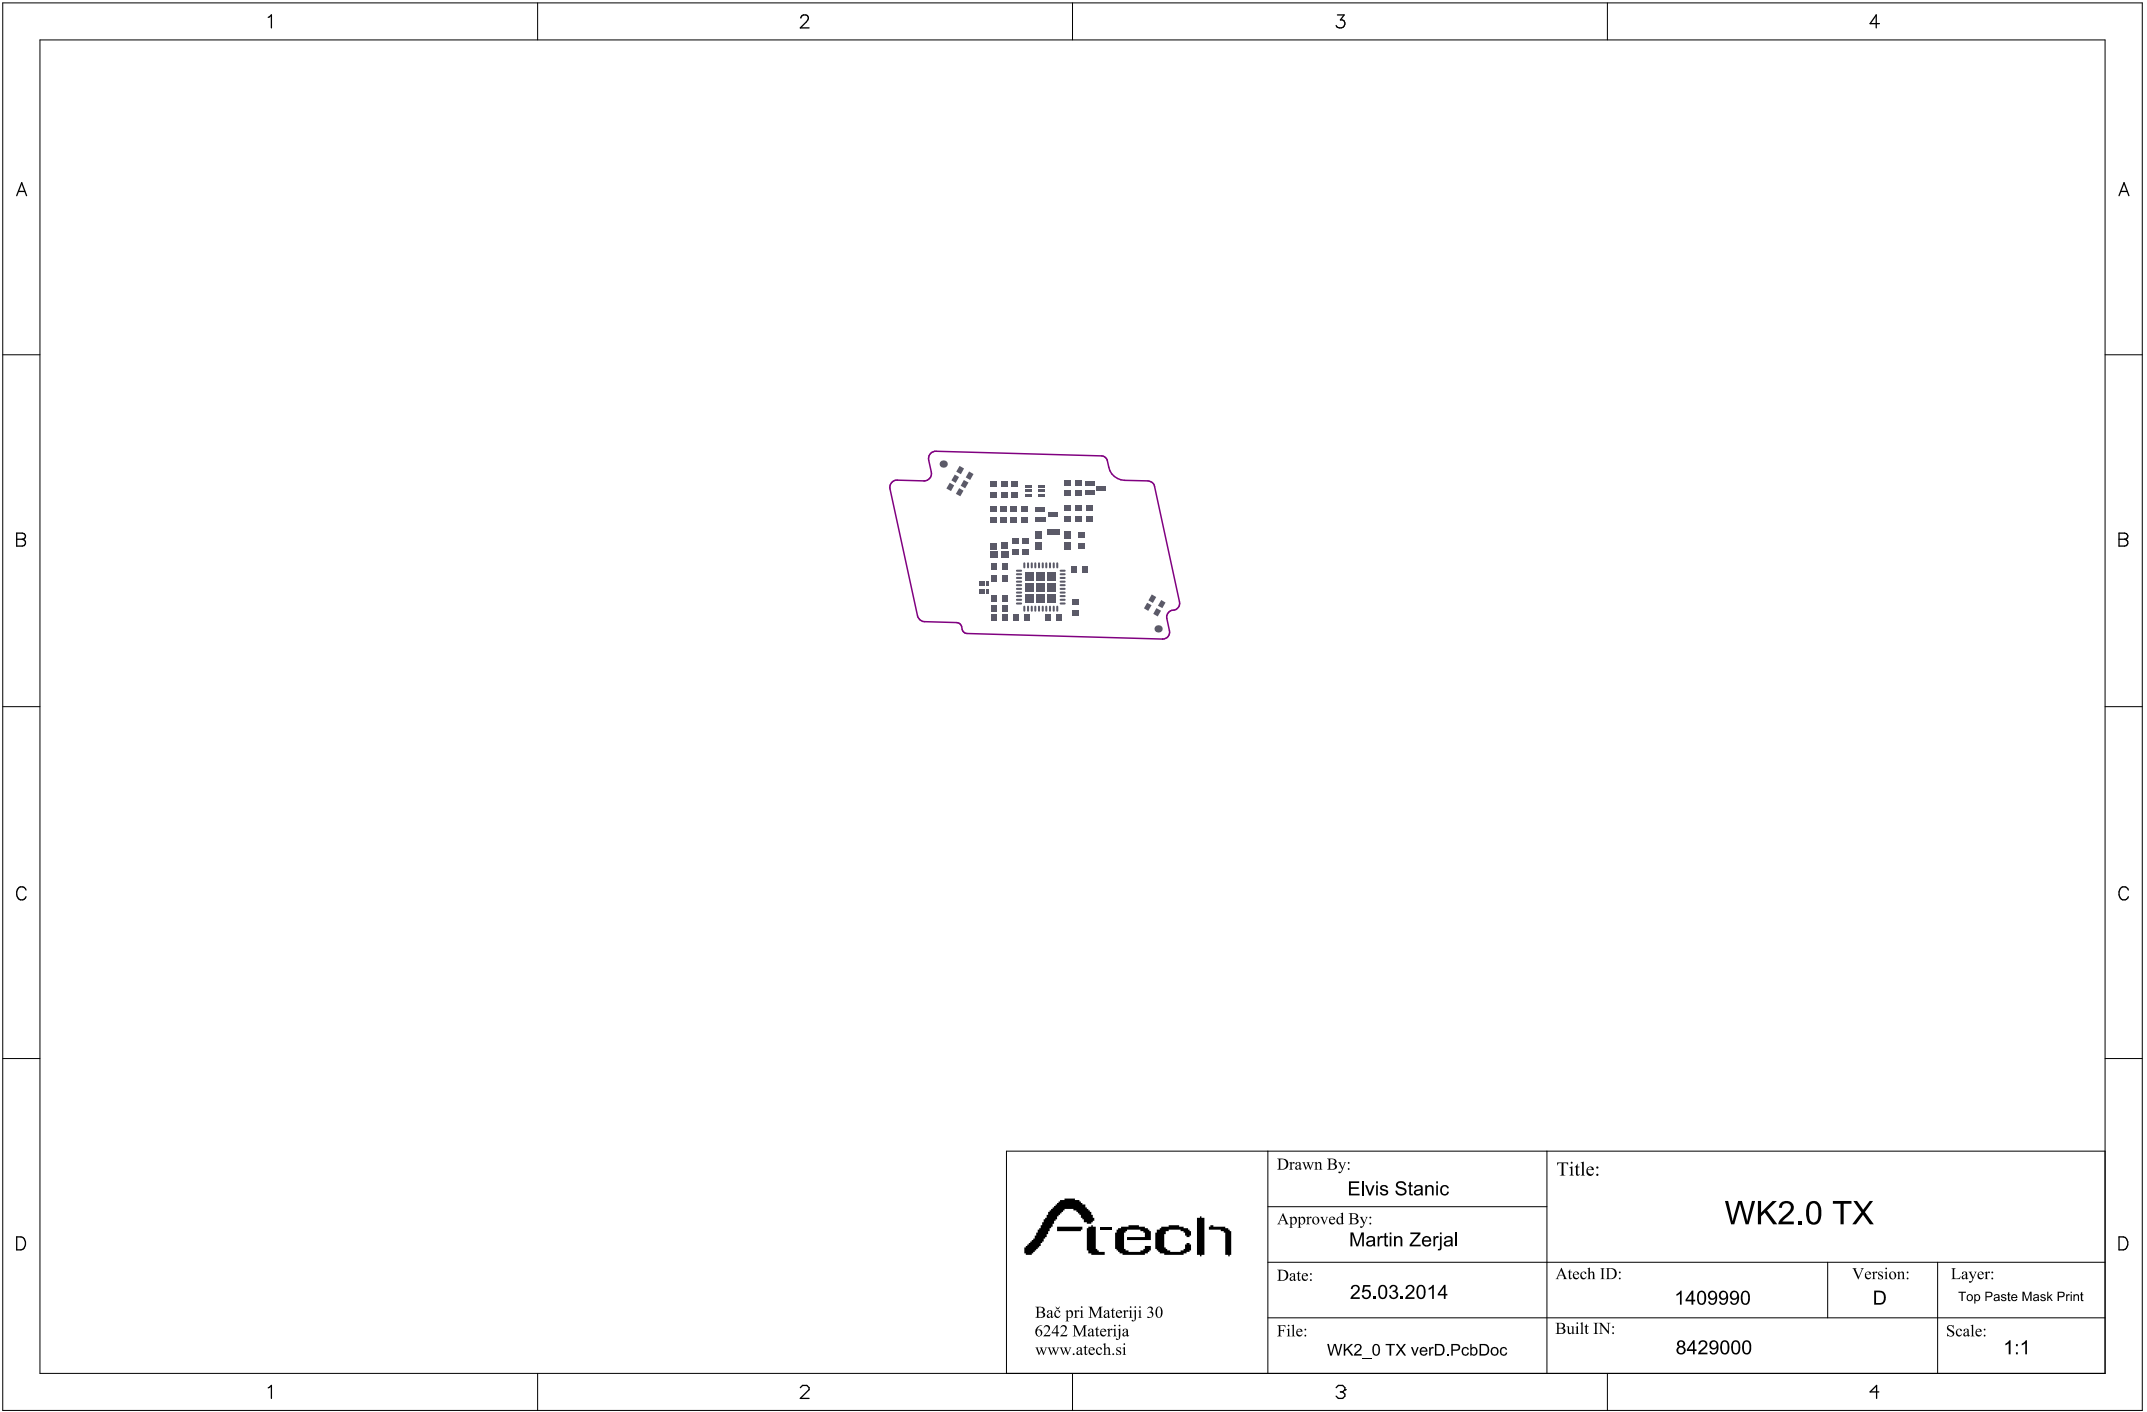 1 2 3 4
A A
B B
C C
D D
Atech
Bač pri Materiji 30
6242 Materija
www.atech.si
Drawn By:
Elvis Stanic
Approved By:
Martin Zerjal
Date:
25.03.2014
File:
WK2_0 TX verD.PcbDoc
Title:
WK2.0 TX
Atech ID:
1409990
Version:
D
Layer:
Top Paste Mask Print
Built IN:
8429000
Scale:
1:1
1 2 3 4